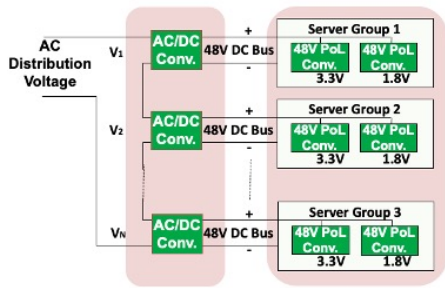 AC
Distribution
Voltage
V1
AC/DC
Conv.
+
48V DC Bus
-
Server Group 1
48V PoL
Conv.
3.3V
48V PoL
Conv.
1.8V
V2
AC/DC
Conv.
+
48V DC Bus
-
Server Group 2
48V PoL
Conv.
3.3V
48V PoL
Conv.
1.8V
VN
AC/DC
Conv.
+
48V DC Bus
-
Server Group 3
48V PoL
Conv.
3.3V
48V PoL
Conv.
1.8V